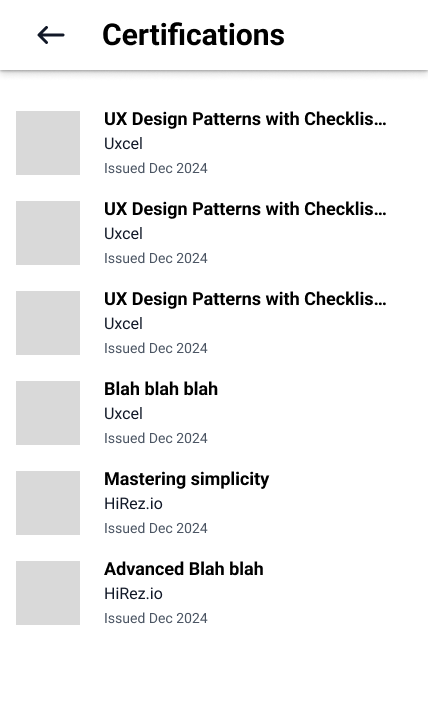 Certifications
UX Design Patterns with Checklis...
Uxcel
Issued Dec 2024
UX Design Patterns with Checklis...
Uxcel
Issued Dec 2024
UX Design Patterns with Checklis...
Uxcel
Issued Dec 2024
Blah blah blah
Uxcel
Issued Dec 2024
Mastering simplicity
HiRez.io
Issued Dec 2024
Advanced Blah blah
HiRez.io
Issued Dec 2024